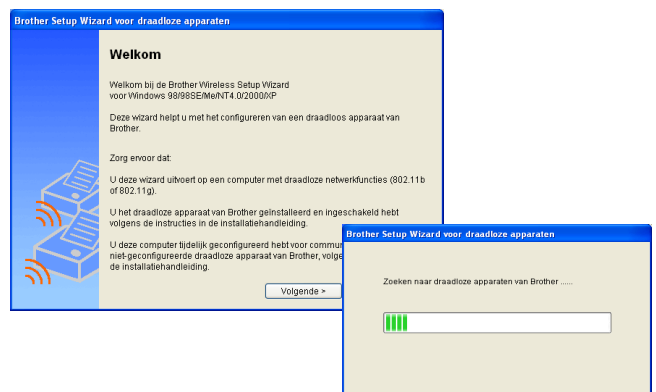 Brother Setup Wizard voor draadloze apparaten
Welkom
Welkom bij de Brother Wireless Setup Wizard
voor Windows 98/98SE/Me/NT4.0/2000/XP
Deze wizard helpt u met het configureren van een draadloos apparaat van
Brother.
Zorg ervoor dat:
U deze wizard uitvoert op een computer met draadloze netwerkfuncties (802.11b
of 802.11g).
U het draadloze apparaat van Brother geïnstalleerd en ingeschakeld hebt
volgens de instructies in de installatiehandleiding.
U deze computer tijdelijk geconfigureerd hebt voor commun
niet-geconfigureerde draadloze apparaat van Brother, volge
de installatiehandleiding.
Volgende >
Brother Setup Wizard voor draadloze apparaten
Zoeken naar draadloze apparaten van Brother ......